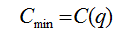 C_min = C(q)